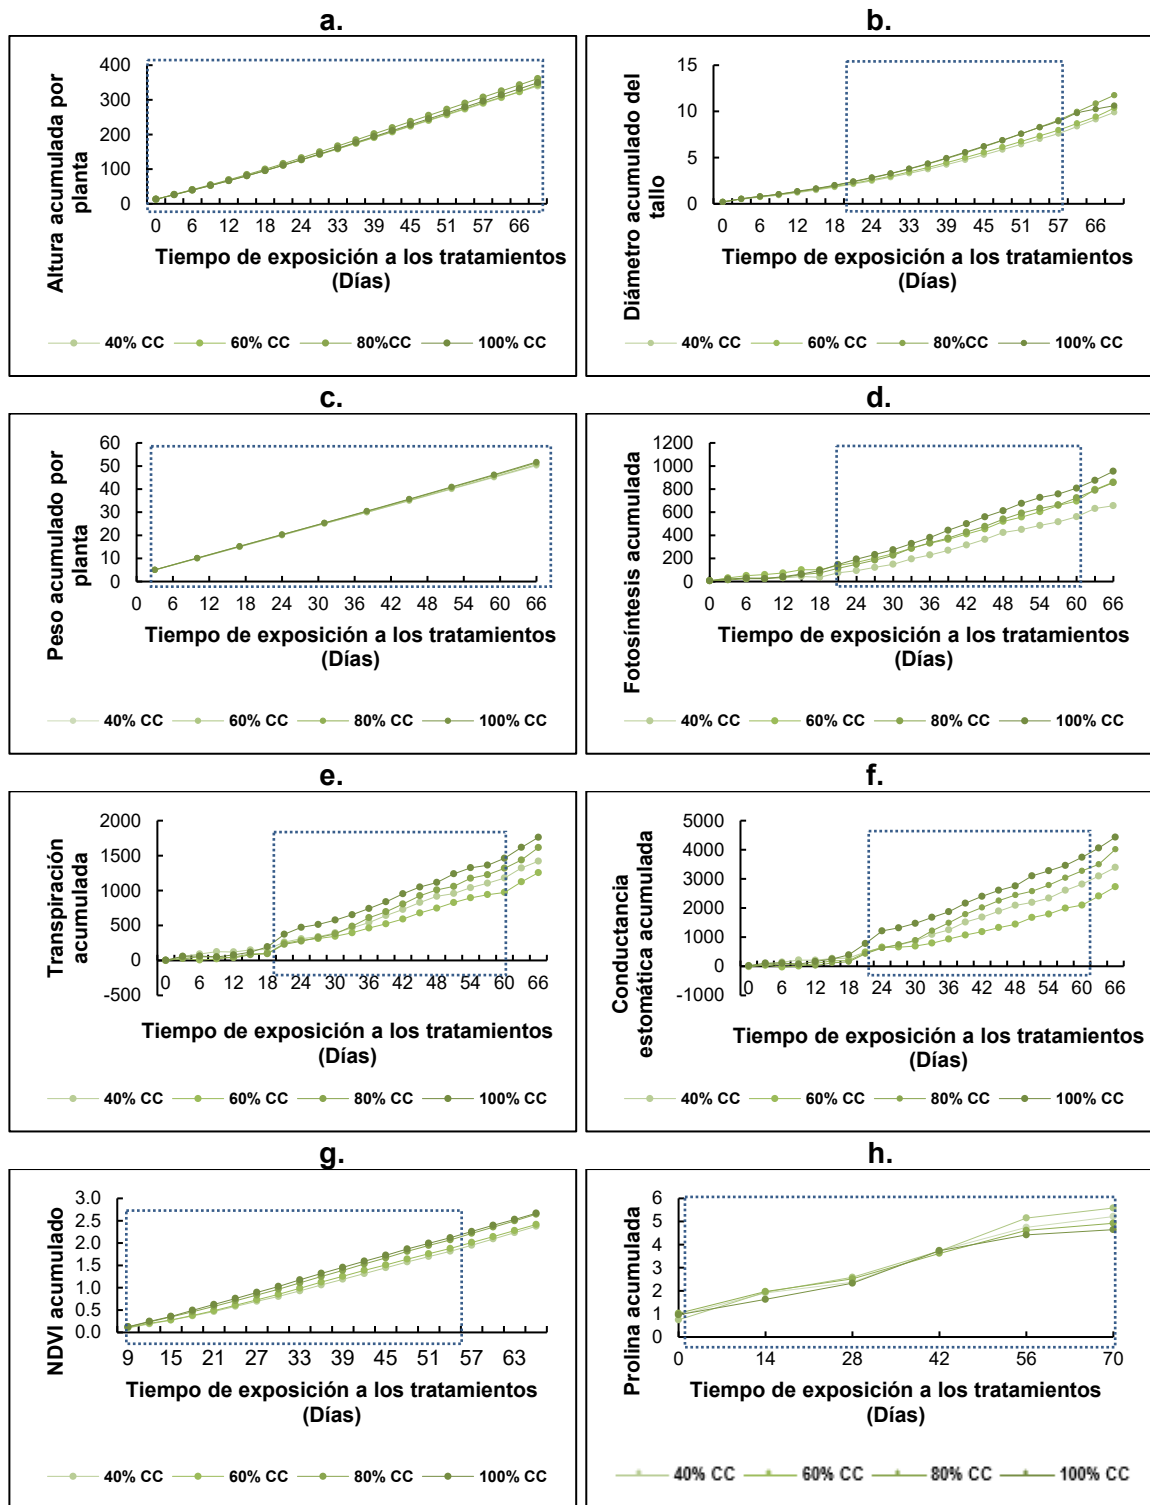 a.
Altura acumulada por
planta
400
300
200
100
0
0 6 12 18 24 30 33 39 45 51 57 66
Tiempo de exposición a los tratamientos
(Días)
40% CC 60% CC 80%CC 100% CC
b.
Diámetro acumulado del
tallo
15
10
5
0
0 6 12 18 24 30 33 39 45 51 57 66
Tiempo de exposición a los tratamientos
(Días)
40% CC 60% CC 80%CC 100% CC
c.
Peso acumulado por
planta
60
50
40
30
20
10
0
0 6 12 18 24 30 36 42 48 54 60 66
Tiempo de exposición a los tratamientos
(Días)
40% CC 60% CC 80% CC 100% CC
d.
Fotosíntesis acumulada
1200
1000
800
600
400
200
0
0 6 12 18 24 30 36 42 48 54 60 66
Tiempo de exposición a los tratamientos
(Días)
40% CC 60% CC 80% CC 100% CC
e.
Transpiración
acumulada
2000
1500
1000
500
0
-500
0 6 12 18 24 30 36 42 48 54 60 66
Tiempo de exposición a los tratamientos
(Días)
40% CC 60% CC 80% CC 100% CC
f.
Conductancia
estomática acumulada
5000
4000
3000
2000
1000
0
-1000
0 6 12 18 24 30 36 42 48 54 60 66
Tiempo de exposición a los tratamientos
(Días)
40% CC 60% CC 80% CC 100% CC
g.
NDVI acumulado
3.0
2.5
2.0
1.5
1.0
0.5
0.0
9 15 21 27 33 39 45 51 57 63
Tiempo de exposición a los tratamientos
(Días)
40% CC 60% CC 80% CC 100% CC
h.
Prolina acumulada
6
5
4
3
2
1
0
0 14 28 42 56 70
Tiempo de exposición a los tratamientos
(Días)
40% CC 60% CC 80% CC 100% CC